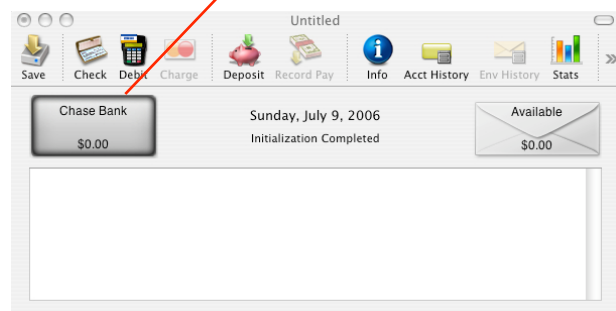 Untitled
Save Check Debit Charge Deposit Record Pay Info Acct History Env History Stats
Chase Bank
$0.00
Sunday, July 9, 2006
Initialization Completed
Available
$0.00